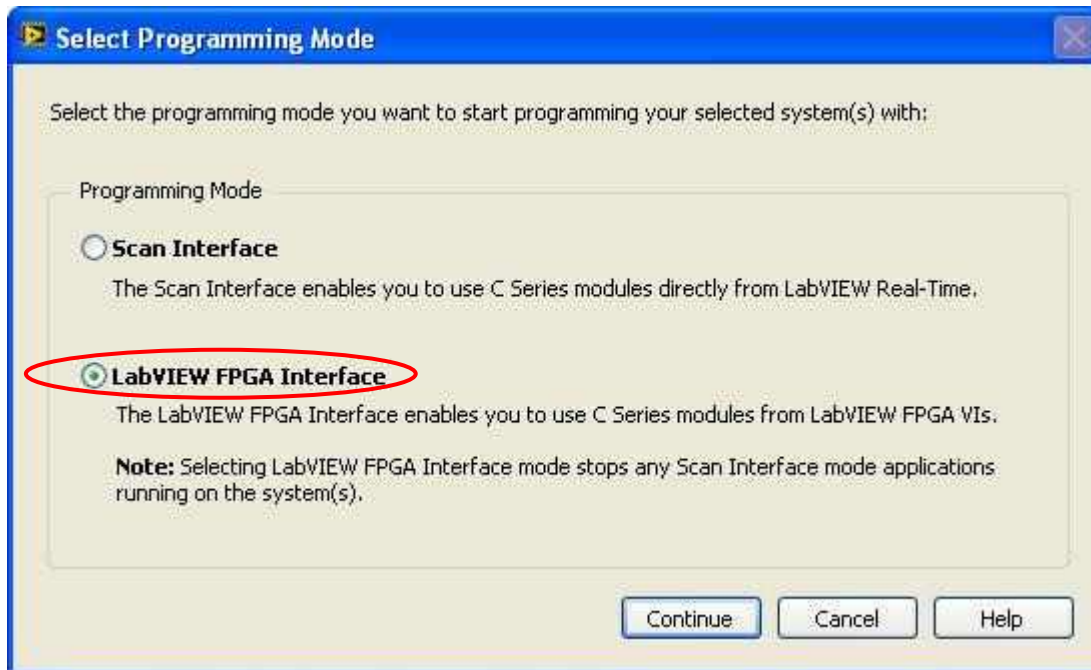 Select Programming Mode
Select the programming mode you want to start programming your selected system(s) with:
Programming Mode
Scan Interface
The Scan Interface enables you to use C Series modules directly from LabVIEW Real-Time.
LabVIEW FPGA Interface
The LabVIEW FPGA Interface enables you to use C Series modules from LabVIEW FPGA VIs.
Note: Selecting LabVIEW FPGA Interface mode stops any Scan Interface mode applications
running on the system(s).
Continue Cancel Help